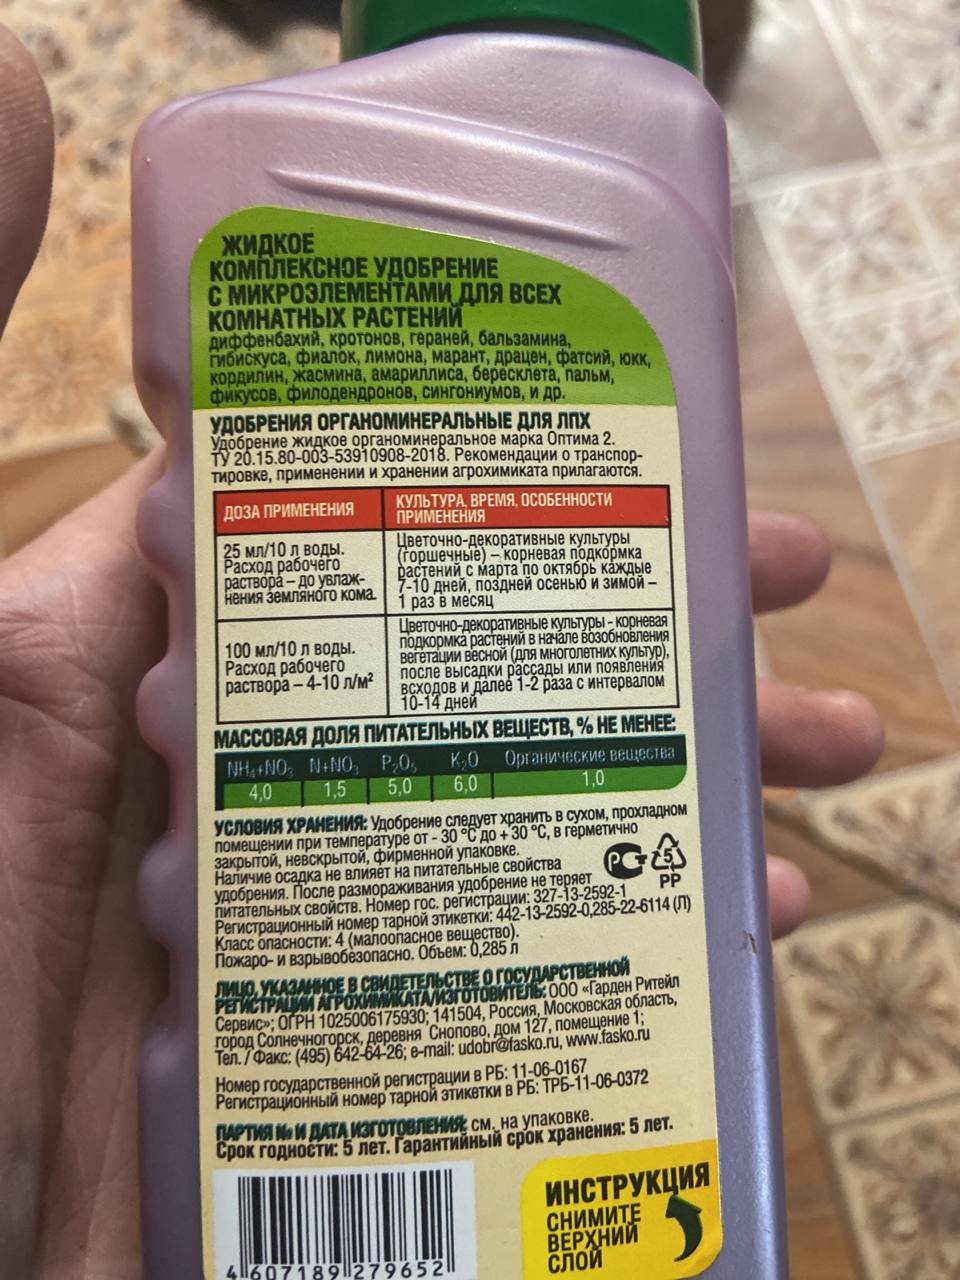 ЖИДКОЕ
КОМПЛЕКСНОЕ УДОБРЕНИЕ
С МИКРОЭЛЕМЕНТАМИ ДЛЯ ВСЕХ
КОМНАТНЫХ РАСТЕНИЙ
диффенбахий, кротонов, гераней, бальзамина,
гибискуса, фиалок, лимона, марант, драцен, фатсий, юкк,
кордилин, жасмина, амариллиса, бересклета, пальм,
фикусов, филодендронов, сингониумов, и др.
УДОБРЕНИЯ ОРГАНОМИНЕРАЛЬНЫЕ ДЛЯ ЛПХ
Удобрение жидкое органоминеральное марка Оптима 2.
ТУ 20.15.80-003-53910908-2018. Рекомендации о транспор-
тировке, применении и хранении агрохимиката прилагаются.
ДОЗА ПРИМЕНЕНИЯ
КУЛЬТУРА, ВРЕМЯ, ОСОБЕННОСТИ
ПРИМЕНЕНИЯ
25 мл/10 л воды.
Расход рабочего
раствора – до увлаж-
нения земляного кома.
Цветочно-декоративные культуры
(горшечные) – корневая подкормка
растений с марта по октябрь каждые
7-10 дней, поздней осенью и зимой –
1 раз в месяц
100 мл/10 л воды.
Расход рабочего
раствора – 4-10 л/м²
Цветочно-декоративные культуры - корневая
подкормка растений в начале возобновления
вегетации весной (для многолетних культур),
после высадки рассады или появления
всходов и далее 1-2 раза с интервалом
10-14 дней
МАССОВАЯ ДОЛЯ ПИТАТЕЛЬНЫХ ВЕЩЕСТВ, % НЕ МЕНЕЕ:
NH₄+NO₃ N+NO₃ P₂O₅ K₂O Органические вещества
4,0 1,5 5,0 6,0 1,0
УСЛОВИЯ ХРАНЕНИЯ: Удобрение следует хранить в сухом, прохладном
помещении при температуре от - 30 °C до + 30 °C, в герметично
закрытой, невскрытой, фирменной упаковке.
Наличие осадка не влияет на питательные свойства
удобрения. После размораживания удобрение не теряет
питательных свойств. Номер гос. регистрации: 327-13-2592-1
Регистрационный номер тарной этикетки: 442-13-2592-0,285-22-6114 (Л)
Класс опасности: 4 (малоопасное вещество).
Пожаро- и взрывобезопасно. Объем: 0,285 л
РСТ
5
PP
ЛИЦО, УКАЗАННОЕ В СВИДЕТЕЛЬСТВЕ О ГОСУДАРСТВЕННОЙ
РЕГИСТРАЦИИ АГРОХИМИКАТА/ИЗГОТОВИТЕЛЬ: ООО «Гарден Ритейл
Сервис»; ОГРН 1025006175930; 141504, Россия, Московская область,
город Солнечногорск, деревня Снопово, дом 127, помещение 1;
Тел. / Факс: (495) 642-64-26; e-mail: udobr@fasko.ru, www.fasko.ru
Номер государственной регистрации в РБ: 11-06-0167
Регистрационный номер тарной этикетки в РБ: ТРБ-11-06-0372
ПАРТИЯ № И ДАТА ИЗГОТОВЛЕНИЯ: см. на упаковке.
Срок годности: 5 лет. Гарантийный срок хранения: 5 лет.
4 607189 279652
ИНСТРУКЦИЯ
СНИМИТЕ
ВЕРХНИЙ
СЛОЙ